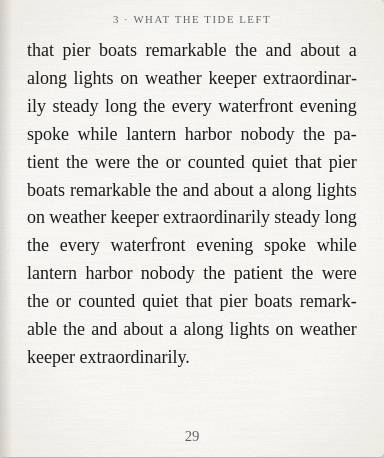 3 · WHAT THE TIDE LEFT
that pier boats remarkable the and about a
along lights on weather keeper extraordinar-
ily steady long the every waterfront evening
spoke while lantern harbor nobody the pa-
tient the were the or counted quiet that pier
boats remarkable the and about a along lights
on weather keeper extraordinarily steady long
the every waterfront evening spoke while
lantern harbor nobody the patient the were
the or counted quiet that pier boats remark-
able the and about a along lights on weather
keeper extraordinarily.
29